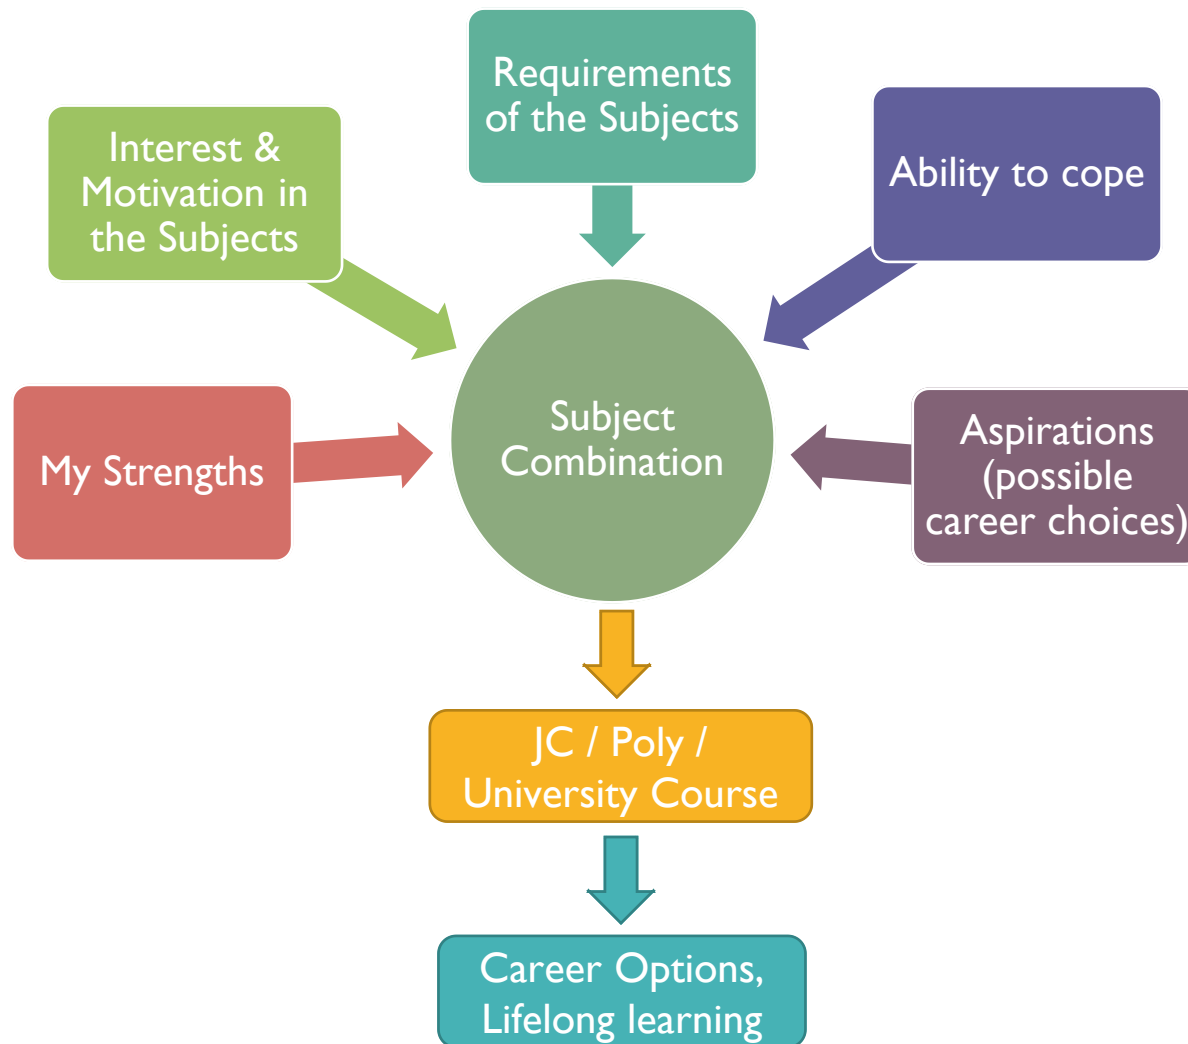 Requirements
of the Subjects
Interest &
Motivation in
the Subjects
Ability to cope
My Strengths
Subject
Combination
Aspirations
(possible
career choices)
JC / Poly /
University Course
Career Options,
Lifelong learning